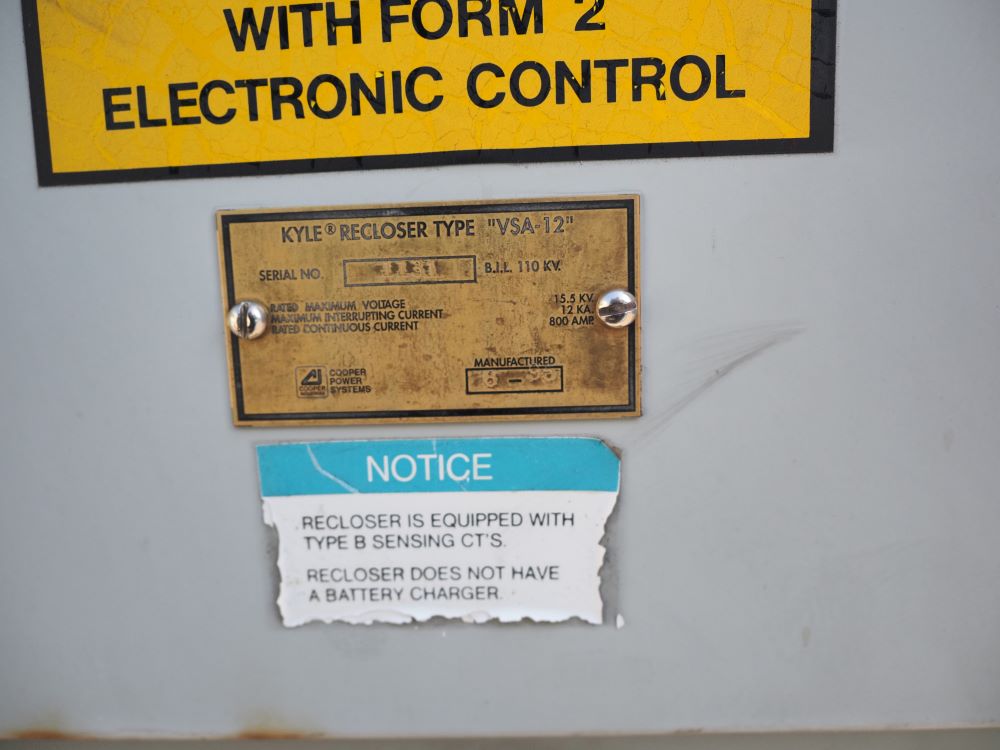 WITH FORM 2
ELECTRONIC CONTROL
KYLE® RECLOSER TYPE "VSA-12"
SERIAL NO.
B.I.L. 110 KV.
RATED MAXIMUM VOLTAGE 15.5 KV.
MAXIMUM INTERRUPTING CURRENT 12 KA.
RATED CONTINUOUS CURRENT 800 AMP.
COOPER
POWER
SYSTEMS
COOPER
MANUFACTURED
NOTICE
RECLOSER IS EQUIPPED WITH
TYPE B SENSING CT'S.
RECLOSER DOES NOT HAVE
A BATTERY CHARGER.